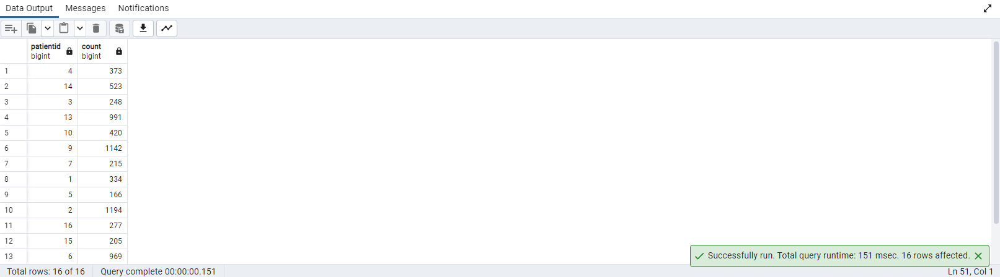 Data Output Messages Notifications
patientid count
bigint bigint
1 4 373
2 14 523
3 3 248
4 13 991
5 10 420
6 9 1142
7 7 215
8 1 334
9 5 166
10 2 1194
11 16 277
12 15 205
13 6 969
Successfully run. Total query runtime: 151 msec. 16 rows affected.
Total rows: 16 of 16 Query complete 00:00:00.151 Ln 51, Col 1